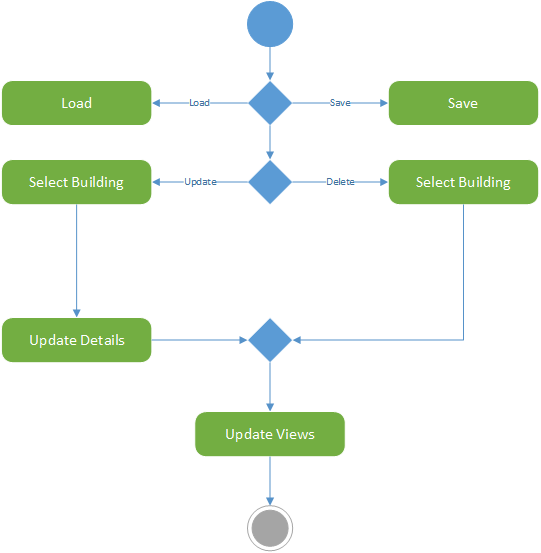 Load
Load
Save
Save
Select Building
Update
Delete
Select Building
Update Details
Update Views